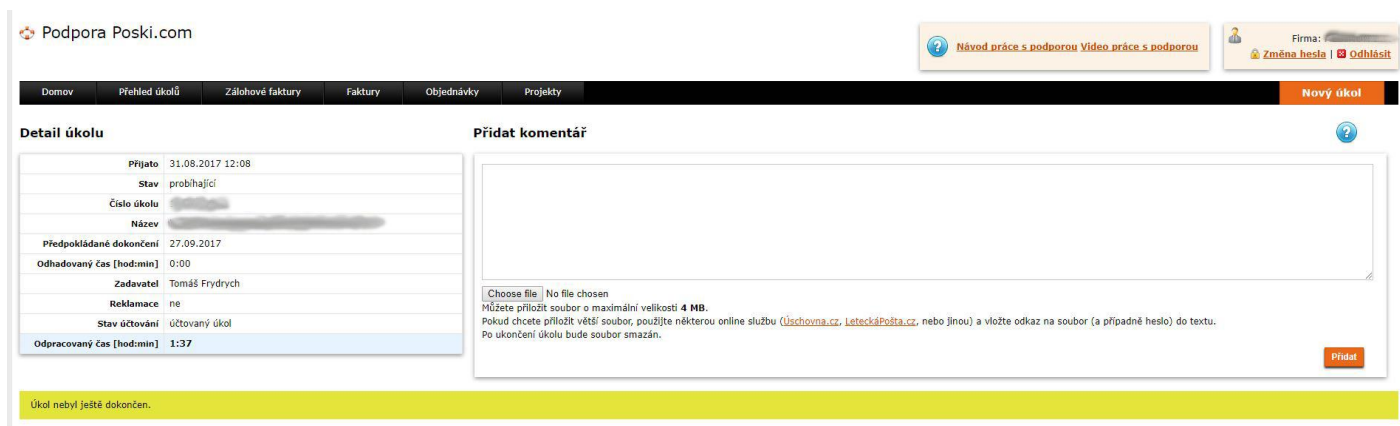 Podpora Poski.com
Návod práce s podporou Video práce s podporou
Firma:
Změna hesla | Odhlásit
Domov Přehled úkolů Zálohové faktury Faktury Objednávky Projekty Nový úkol
Detail úkolu
Přijato 31.08.2017 12:08
Stav probíhající
Číslo úkolu
Název
Předpokládané dokončení 27.09.2017
Odhadovaný čas [hod:min] 0:00
Zadavatel Tomáš Frydrych
Reklamace ne
Stav účtování účtovaný úkol
Odpracovaný čas [hod:min] 1:37
Přidat komentář
Choose file No file chosen
Můžete přiložit soubor o maximální velikosti 4 MB.
Pokud chcete přiložit větší soubor, použijte některou online službu (Úschovna.cz, LeteckáPošta.cz, nebo jinou) a vložte odkaz na soubor (a případně heslo) do textu.
Po ukončení úkolu bude soubor smazán.
Přidat
Úkol nebyl ještě dokončen.